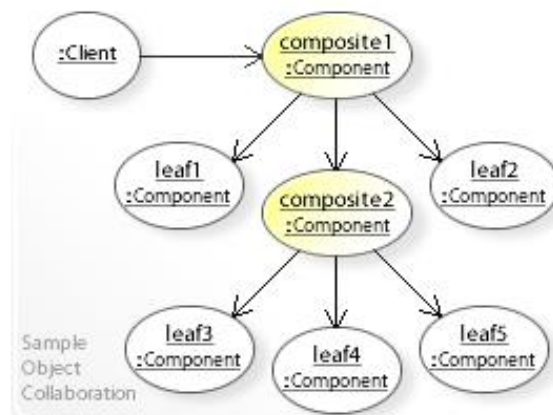 :Client
composite1
:Component
leaf1
:Component
composite2
:Component
leaf2
:Component
leaf3
:Component
leaf4
:Component
leaf5
:Component
Sample
Object
Collaboration